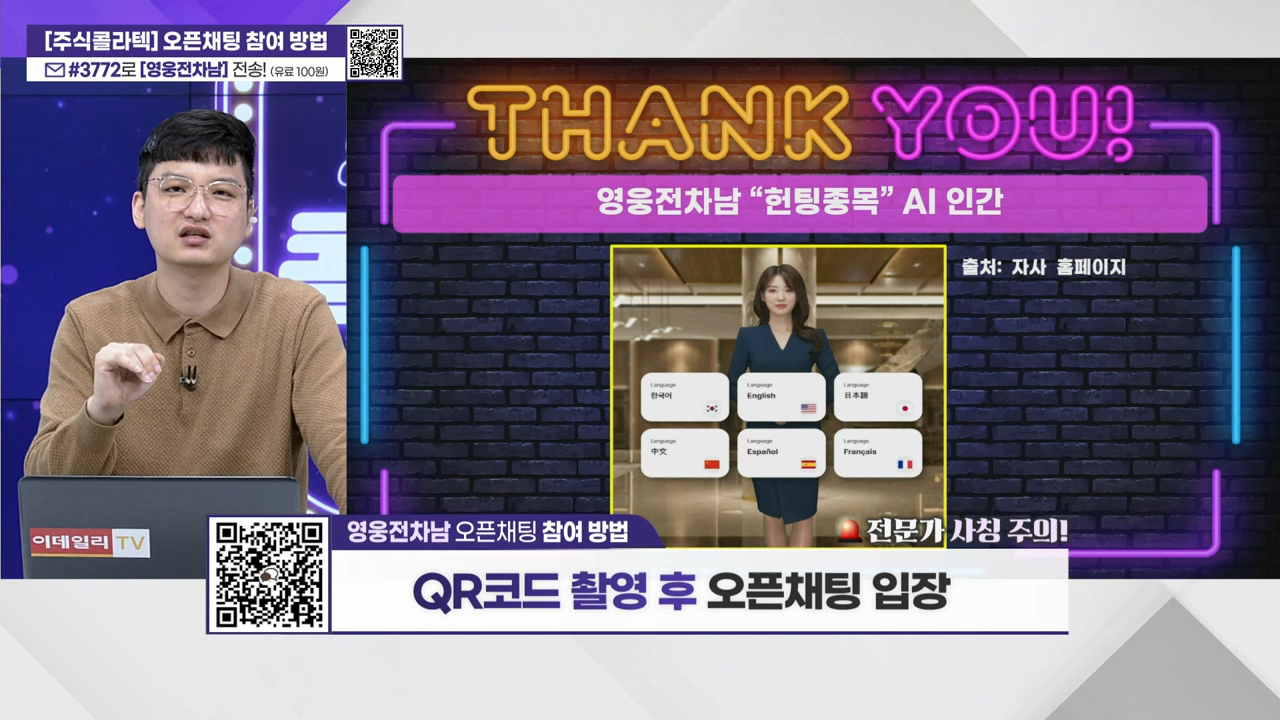 [주식콜라텍] 오픈채팅 참여 방법
#3772로 [영웅전차남] 전송! (유료 100원)
THANK YOU!
영웅전차남 “헌팅종목” AI 인간
출처: 자사 홈페이지
Language
한국어
Language
English
Language
日本語
Language
中文
Language
Español
Language
Français
이데일리 TV
영웅전차남 오픈채팅 참여 방법
전문가 사칭 주의!
QR코드 촬영 후 오픈채팅 입장